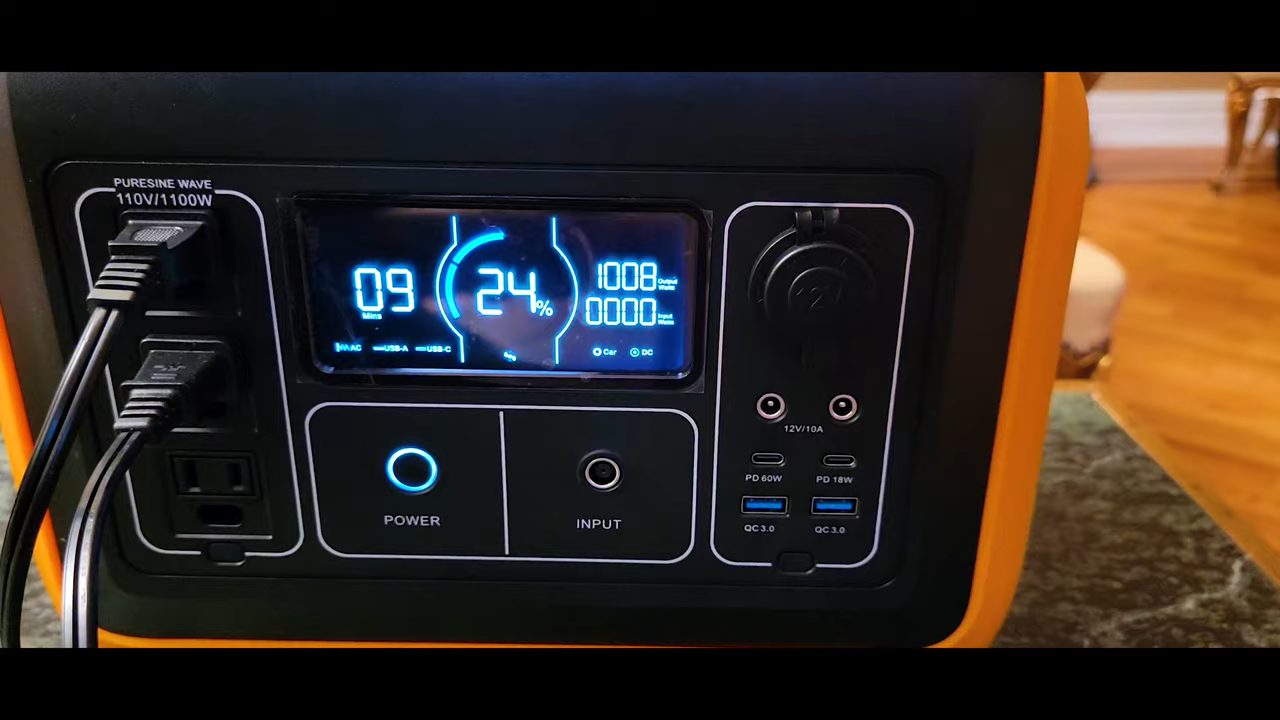 PURESINE WAVE
110V/1100W
09
Mins
24%
1008 Output Watts
0000 Input Watts
AC USB-A USB-C
Car DC
POWER
INPUT
12V
12V/10A
PD 60W PD 18W
QC 3.0 QC 3.0